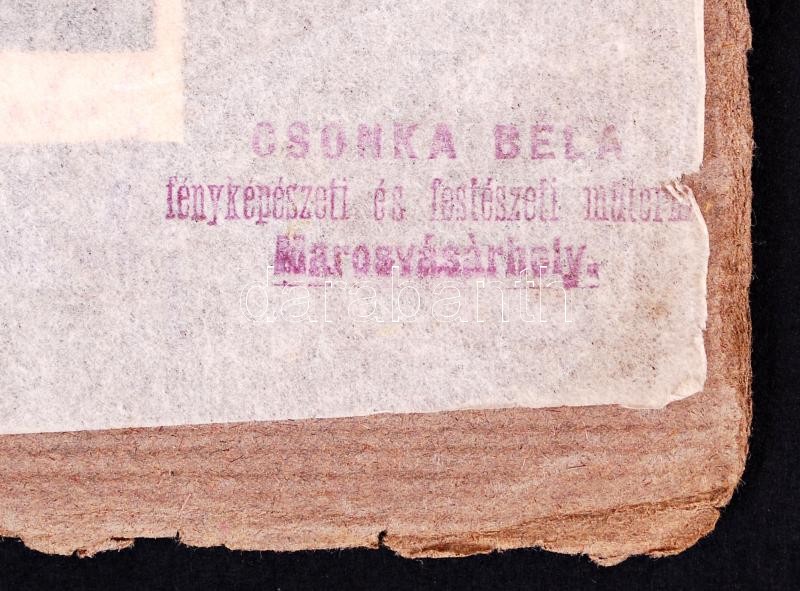 CSONKA BÉLA
fényképészeti és festészeti műterm
Marosvásárhely.
darabanth